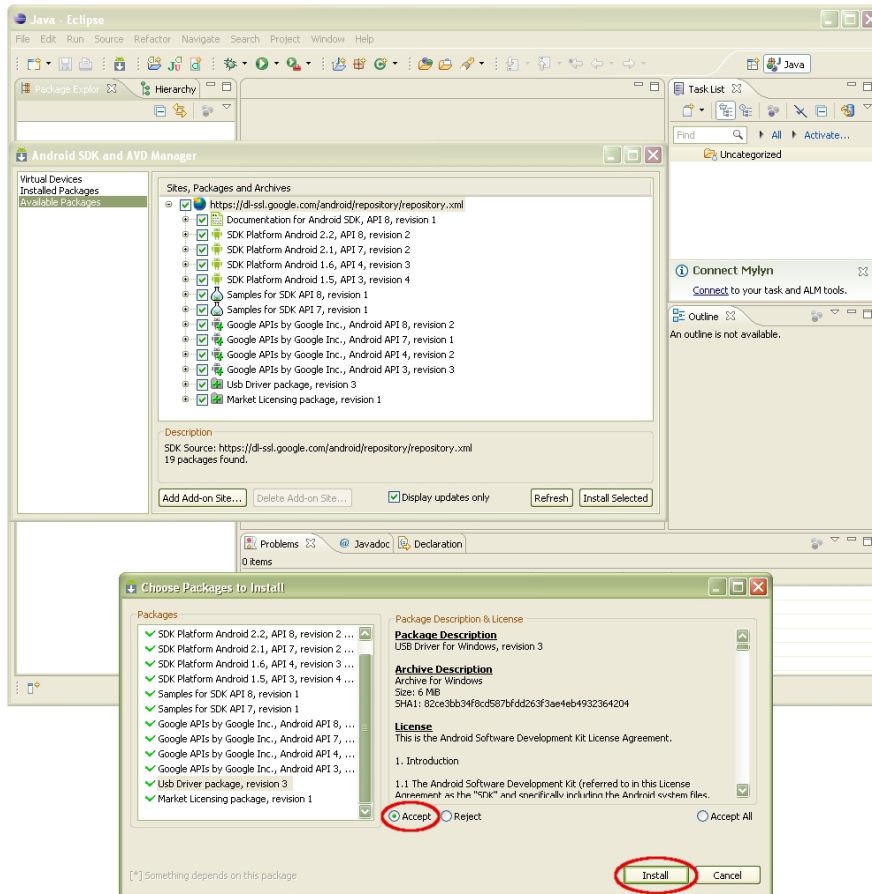 Java - Eclipse
File Edit Run Source Refactor Navigate Search Project Window Help
Java
Package Explor
Hierarchy
Task List
Find
All
Activate...
Uncategorized
Android SDK and AVD Manager
Virtual Devices
Installed Packages
Available Packages
Sites, Packages and Archives
https://dl-ssl.google.com/android/repository/repository.xml
Documentation for Android SDK, API 8, revision 1
SDK Platform Android 2.2, API 8, revision 2
SDK Platform Android 2.1, API 7, revision 2
SDK Platform Android 1.6, API 4, revision 3
SDK Platform Android 1.5, API 3, revision 4
Samples for SDK API 8, revision 1
Samples for SDK API 7, revision 1
Google APIs by Google Inc., Android API 8, revision 2
Google APIs by Google Inc., Android API 7, revision 1
Google APIs by Google Inc., Android API 4, revision 2
Google APIs by Google Inc., Android API 3, revision 3
Usb Driver package, revision 3
Market Licensing package, revision 1
Description
SDK Source: https://dl-ssl.google.com/android/repository/repository.xml
19 packages found.
Add Add-on Site...
Delete Add-on Site...
Display updates only
Refresh
Install Selected
Connect Mylyn
Connect to your task and ALM tools.
Outline
An outline is not available.
Problems
@ Javadoc
Declaration
0 items
Choose Packages to Install
Packages
SDK Platform Android 2.2, API 8, revision 2 ...
SDK Platform Android 2.1, API 7, revision 2 ...
SDK Platform Android 1.6, API 4, revision 3 ...
SDK Platform Android 1.5, API 3, revision 4 ...
Samples for SDK API 8, revision 1
Samples for SDK API 7, revision 1
Google APIs by Google Inc., Android API 8, ...
Google APIs by Google Inc., Android API 7, ...
Google APIs by Google Inc., Android API 4, ...
Google APIs by Google Inc., Android API 3, ...
Usb Driver package, revision 3
Market Licensing package, revision 1
Package Description & License
Package Description
USB Driver for Windows, revision 3
Archive Description
Archive for Windows
Size: 6 MiB
SHA1: 82ce3bb34f8cd587bfdd263f3ae4eb4932364204
License
This is the Android Software Development Kit License Agreement.
1. Introduction
1.1 The Android Software Development Kit (referred to in this License
Agreement as the "SDK" and specifically including the Android system files,
Accept
Reject
Accept All
[*] Something depends on this package
Install
Cancel